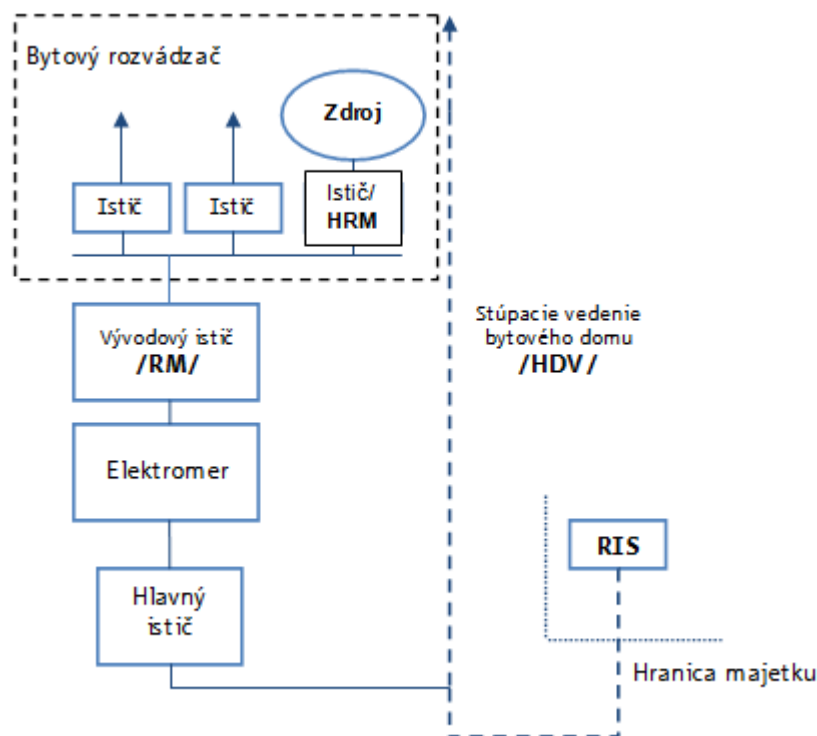 Bytový rozvádzač
Zdroj
Istič
Istič
Istič/
HRM
Vývodový istič
/RM/
Stúpacie vedenie
bytového domu
/HDV/
Elektromer
RIS
Hlavný
istič
Hranica majetku